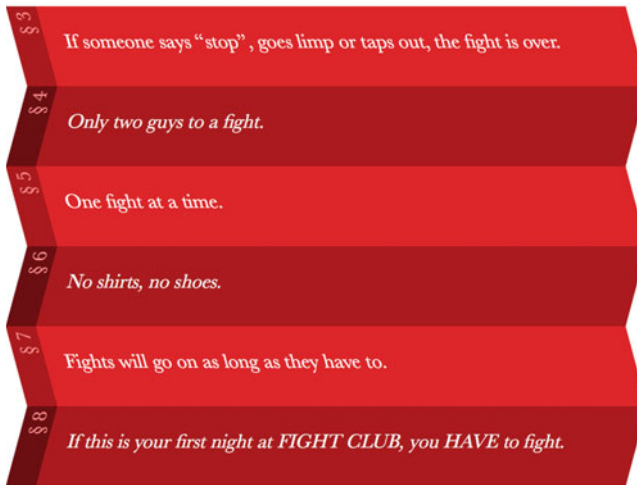 §3
If someone says “stop”, goes limp or taps out, the fight is over.
§4
Only two guys to a fight.
§5
One fight at a time.
§6
No shirts, no shoes.
§7
Fights will go on as long as they have to.
§8
If this is your first night at FIGHT CLUB, you HAVE to fight.